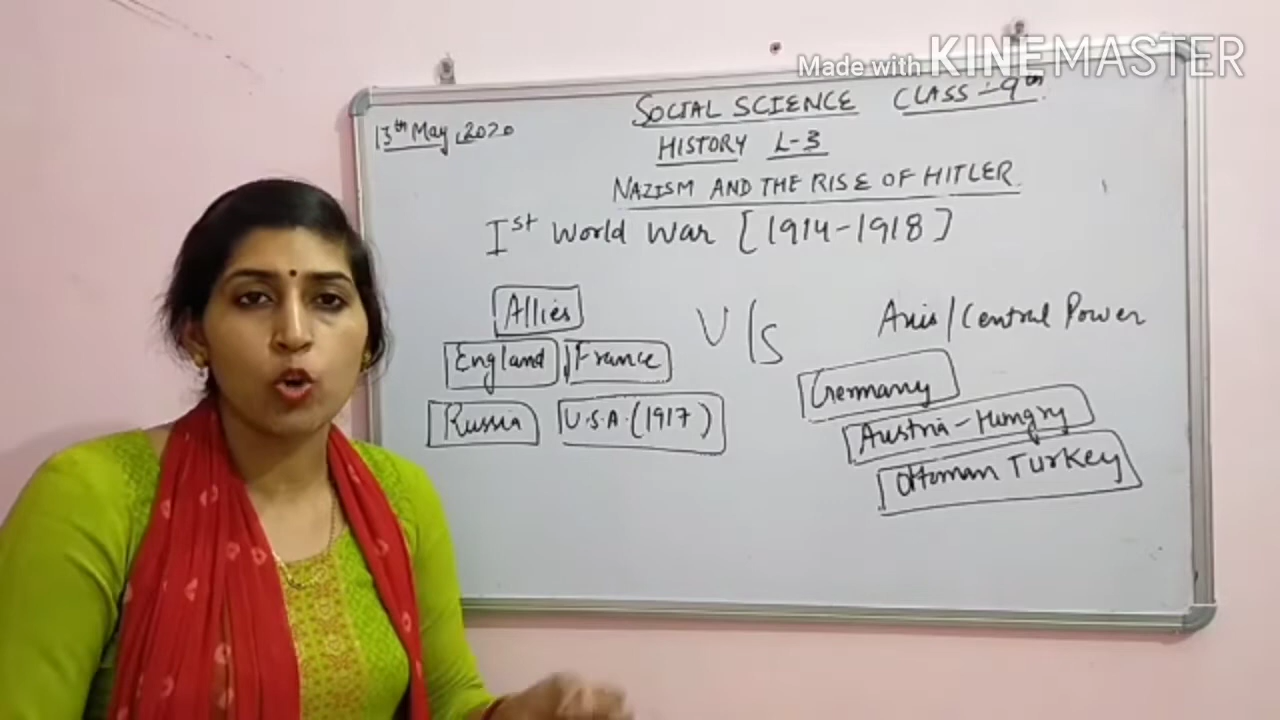 Made with KINEMASTER
13th May, 2020
SOCIAL SCIENCE CLASS - 9th
HISTORY L-3
NAZISM AND THE RISE OF HITLER
Ist World War [1914-1918]
Allies V/S Axis/Central Power
England France
Russia U.S.A. (1917)
Germany
Austria-Hungry
Ottoman Turkey